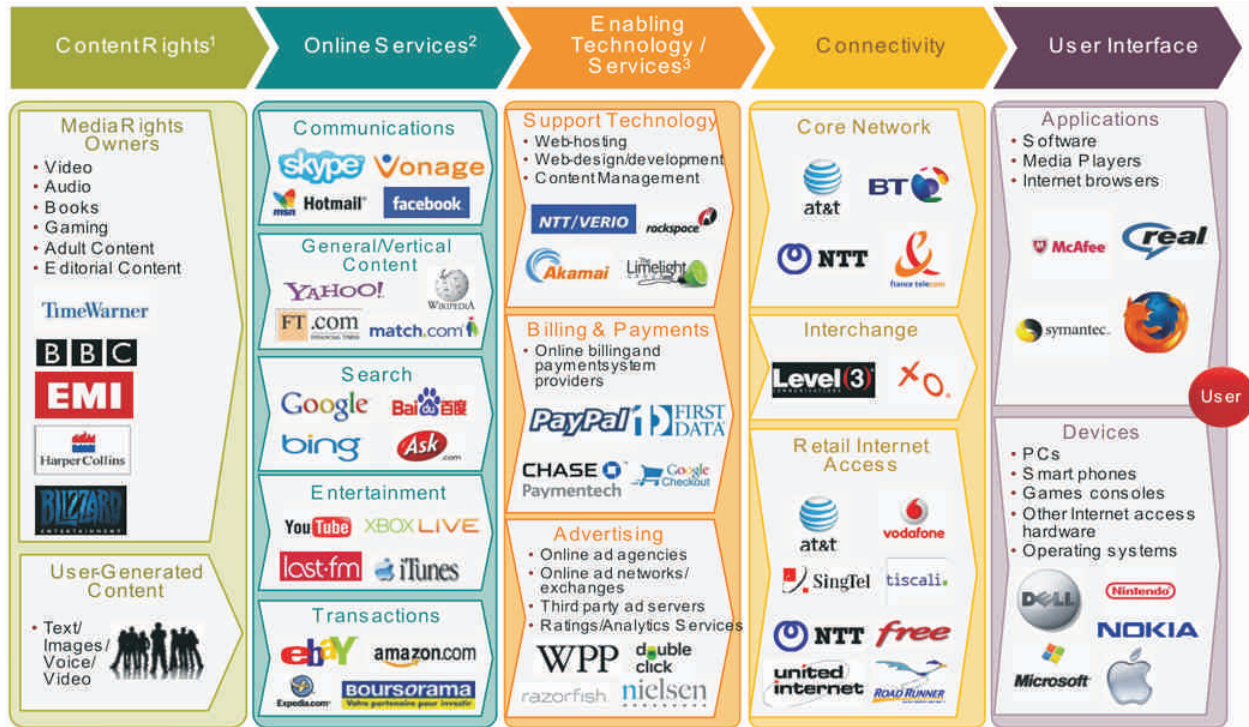 Content Rights¹
Online Services²
Enabling
Technology /
Services³
Connectivity
User Interface
Media Rights
Owners
• Video
• Audio
• Books
• Gaming
• Adult Content
• Editorial Content
TimeWarner
BBC
EMI
HarperCollins
BLIZZARD
ENTERTAINMENT
User-Generated
Content
• Text/
Images/
Voice/
Video
Communications
skype Vonage
msn Hotmail® facebook
General/Vertical
Content
YAHOO! WIKIPEDIA
FT.com match.com
FINANCIAL TIMES
Search
Google Baidu百度
bing Ask.com
Entertainment
YouTube XBOX LIVE
last·fm iTunes
Transactions
ebay amazon.com
Expedia.com® BOURSORAMA
Votre partenaire pour investir
Support Technology
• Web-hosting
• Web-design/development
• Content Management
NTT/VERIO rackspace
Akamai The Limelight
Billing & Payments
• Online billing and
payment system
providers
PayPal FIRST
DATA
CHASE Google
Paymentech Checkout
Advertising
• Online ad agencies
• Online ad networks/
exchanges
• Third party ad servers
• Ratings/Analytics Services
WPP double
click
razorfish nielsen
Core Network
at&t BT
NTT france telecom
Interchange
Level(3)® XO®
COMMUNICATIONS
Retail Internet
Access
at&t vodafone
SingTel tiscali.
NTT free
united
internet ROAD RUNNER
Applications
• Software
• Media Players
• Internet browsers
McAfee real
symantec.
User
Devices
• PCs
• Smart phones
• Games consoles
• Other Internet access
hardware
• Operating systems
DELL Nintendo
NOKIA
Microsoft®